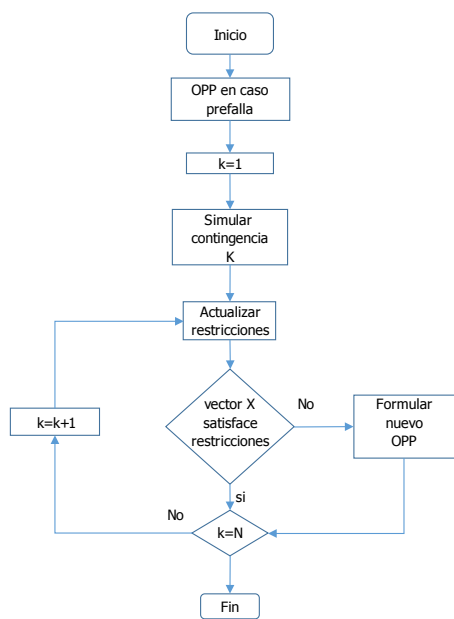 Inicio
OPP en caso
prefalla
k=1
Simular
contingencia
K
Actualizar
restricciones
vector X
satisface
restricciones
No
Formular
nuevo
OPP
k=k+1
si
No
k=N
Fin